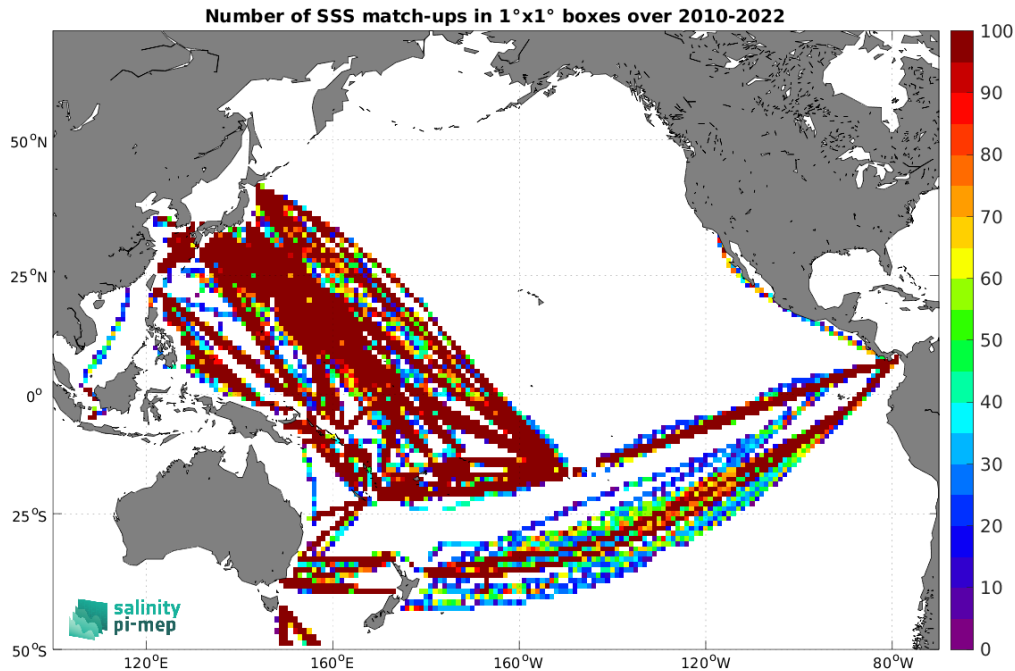 Number of SSS match-ups in 1°x1° boxes over 2010-2022
100
90
80
70
60
50
40
30
20
10
0
50°N
25°N
0°
25°S
50°S
120°E
160°E
160°W
120°W
80°W
salinity
pi-mep